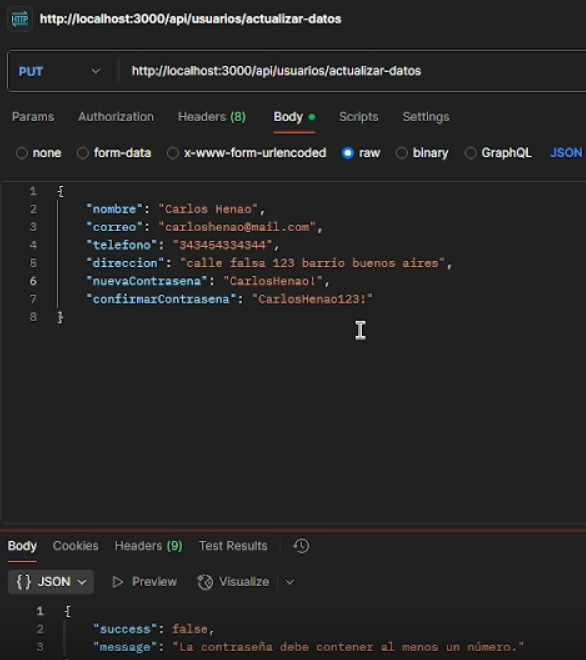 HTTP http://localhost:3000/api/usuarios/actualizar-datos
PUT http://localhost:3000/api/usuarios/actualizar-datos
Params Authorization Headers (8) Body Scripts Settings
none form-data x-www-form-urlencoded raw binary GraphQL JSON
1 {
2 "nombre": "Carlos Henao",
3 "correo": "carloshenao@mail.com",
4 "telefono": "343454334344",
5 "direccion": "calle falsa 123 barrio buenos aires",
6 "nuevaContrasena": "CarlosHenao!",
7 "confirmarContrasena": "CarlosHenao123!"
8 }
Body Cookies Headers (9) Test Results
{} JSON Preview Visualize
1 {
2 "success": false,
3 "message": "La contraseña debe contener al menos un número."